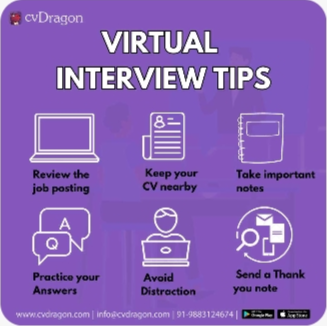 cvDragon
VIRTUAL
INTERVIEW TIPS
Review the
job posting
Keep your
CV nearby
Take important
notes
A
Q
Practice your
Answers
Avoid
Distraction
Send a Thank
you note
www.cvdragon.com | info@cvdragon.com | 91-9883124674 |
Google Play
App Store